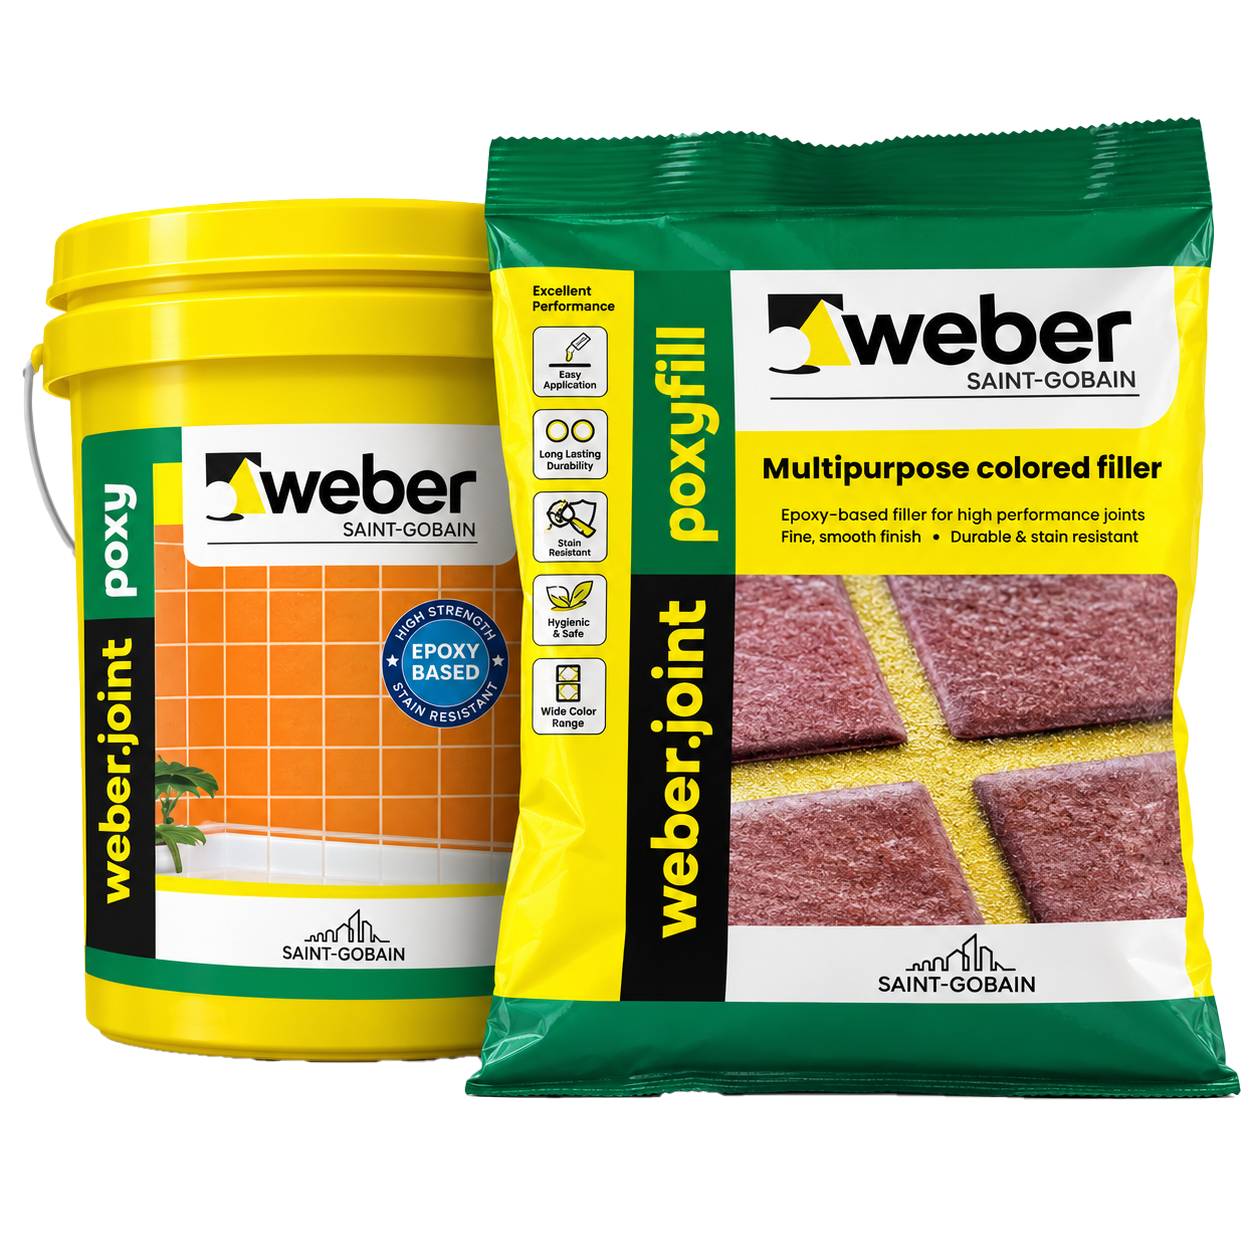 weber
SAINT-GOBAIN
poxy
weber.joint
HIGH STRENGTH
EPOXY
BASED
STAIN RESISTANT
SAINT-GOBAIN
Excellent
Performance
Easy
Application
Long Lasting
Durability
Stain
Resistant
Hygienic
& Safe
Wide Color
Range
poxyfill
weber.joint
weber
SAINT-GOBAIN
Multipurpose colored filler
Epoxy-based filler for high performance joints
Fine, smooth finish • Durable & stain resistant
SAINT-GOBAIN